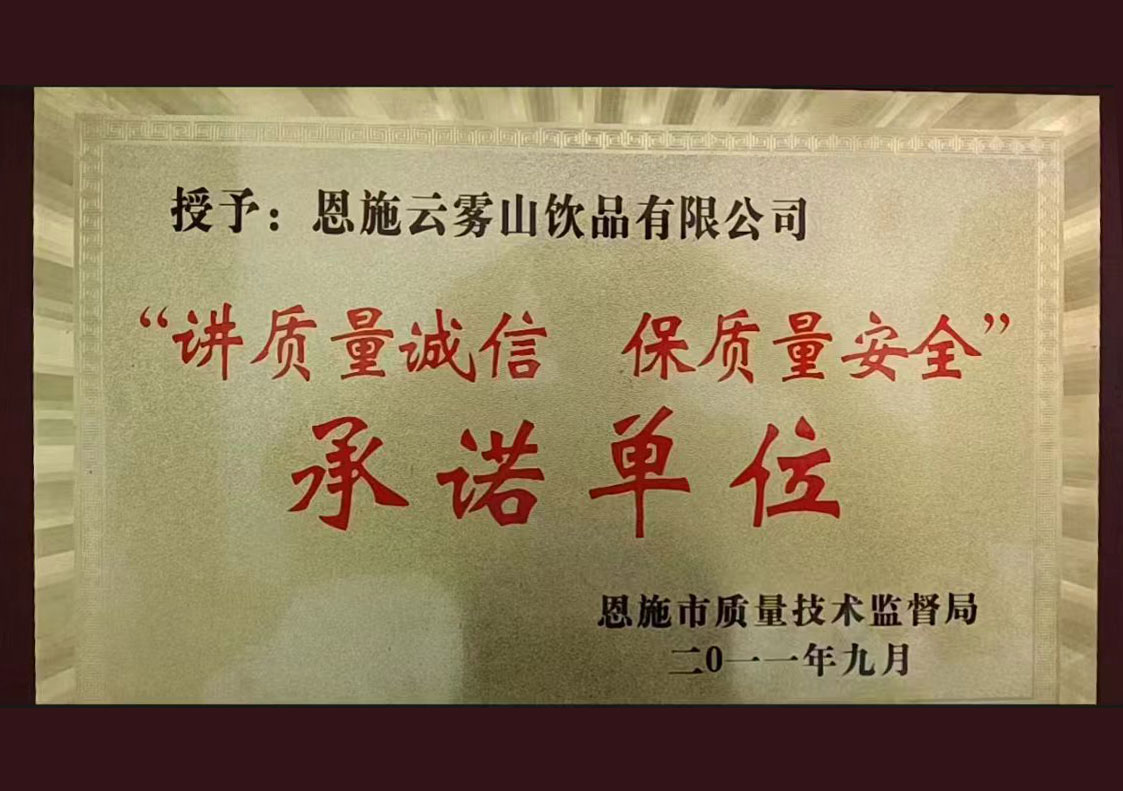 授予：恩施云雾山饮品有限公司
“讲质量诚信 保质量安全”
承诺单位
恩施市质量技术监督局
二0一一年九月